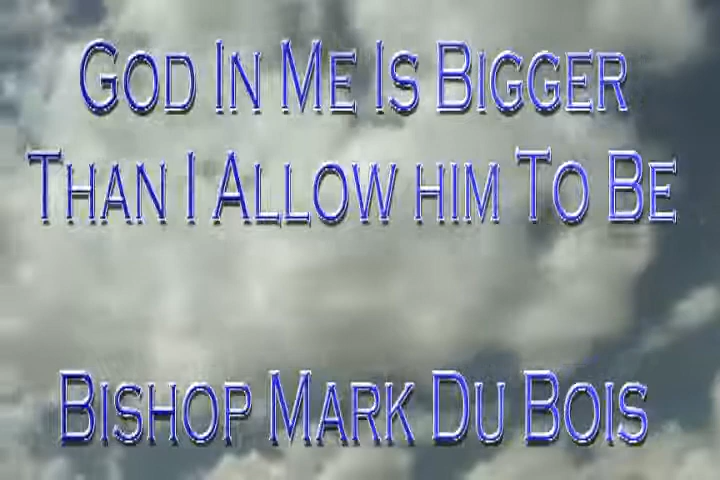 God In Me Is Bigger
Than I Allow him To Be
Bishop Mark Du Bois